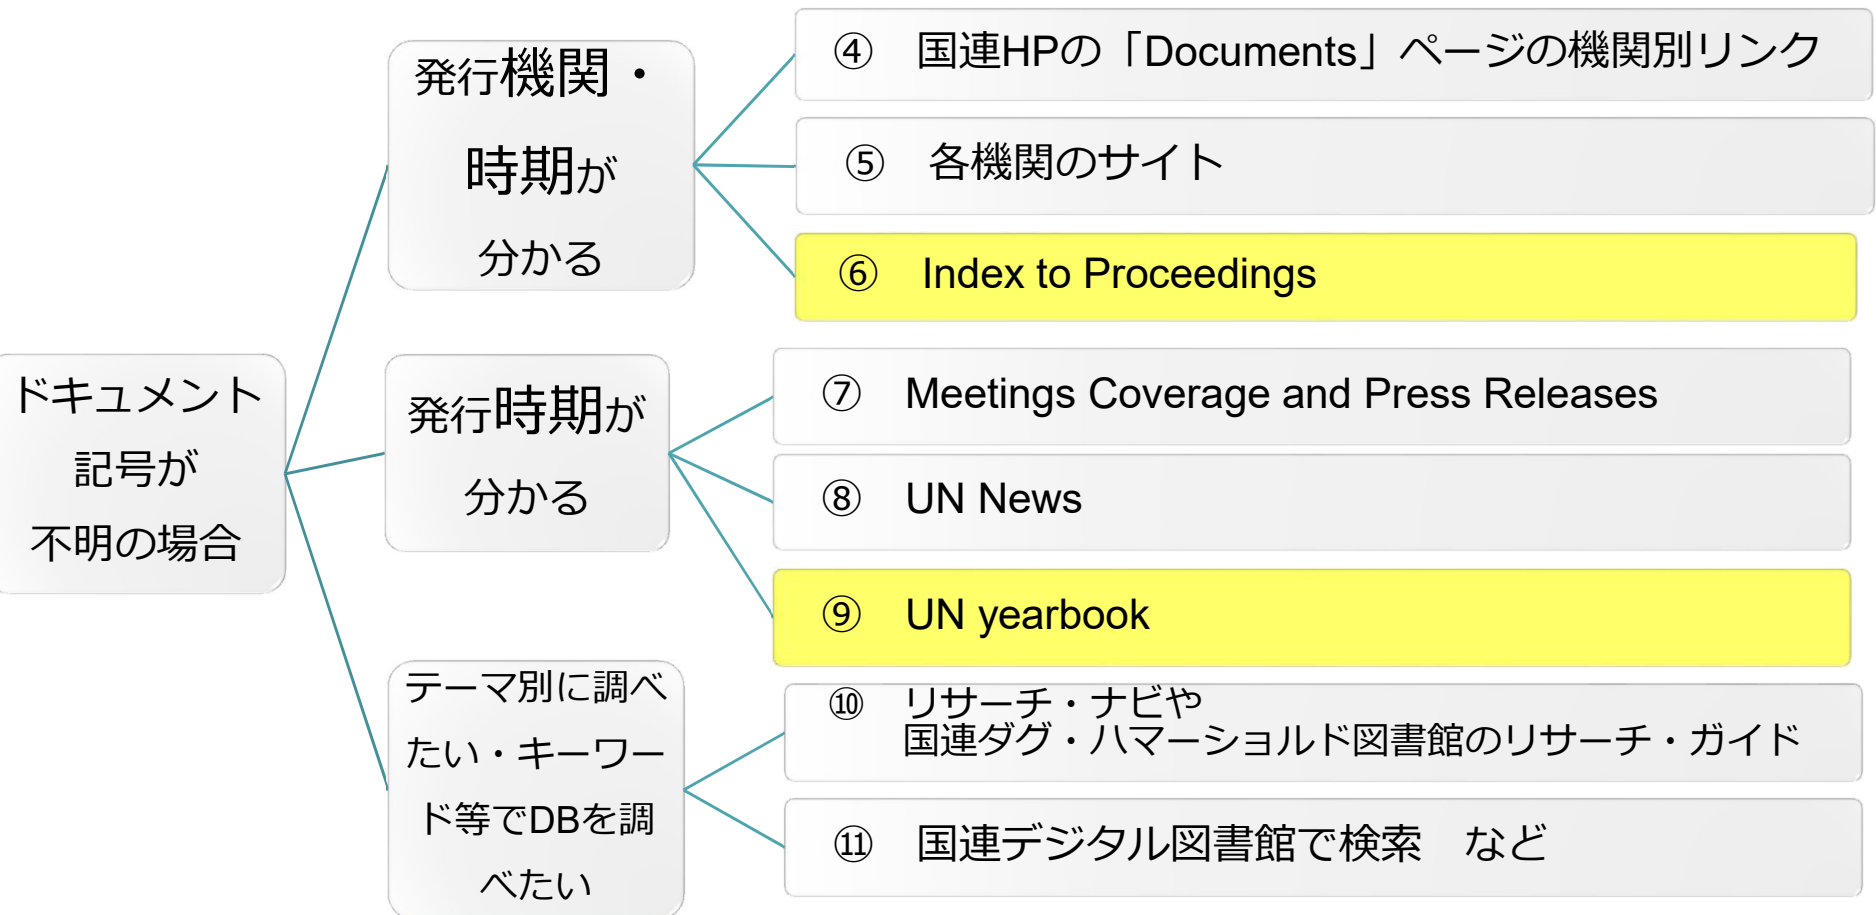 ドキュメント
記号が
不明の場合
発行機関・
時期が
分かる
④ 国連HPの「Documents」ページの機関別リンク
⑤ 各機関のサイト
⑥ Index to Proceedings
発行時期が
分かる
⑦ Meetings Coverage and Press Releases
⑧ UN News
⑨ UN yearbook
テーマ別に調べ
たい・キーワー
ド等でDBを調
べたい
⑩ リサーチ・ナビや
国連ダグ・ハマーショルド図書館のリサーチ・ガイド
⑪ 国連デジタル図書館で検索 など